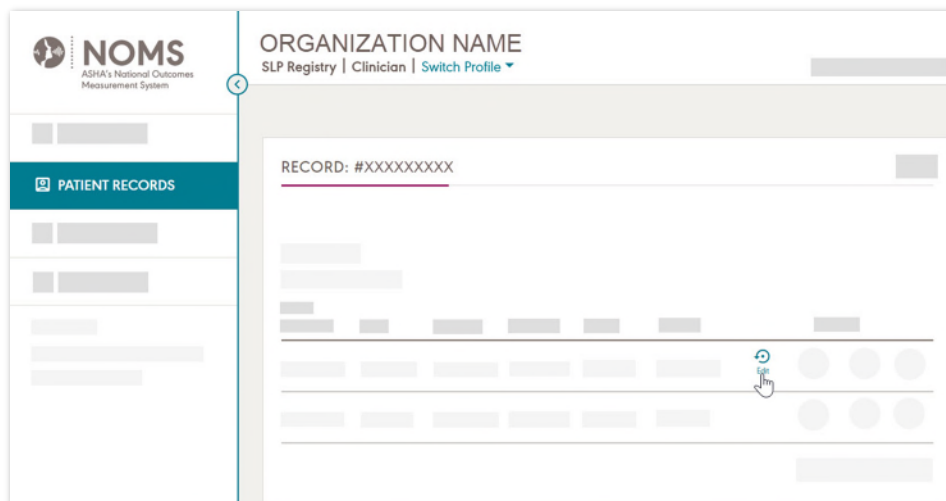 NOMS
ASHA's National Outcomes
Measurement System
ORGANIZATION NAME
SLP Registry | Clinician | Switch Profile
PATIENT RECORDS
RECORD: #XXXXXXXXX
Edit